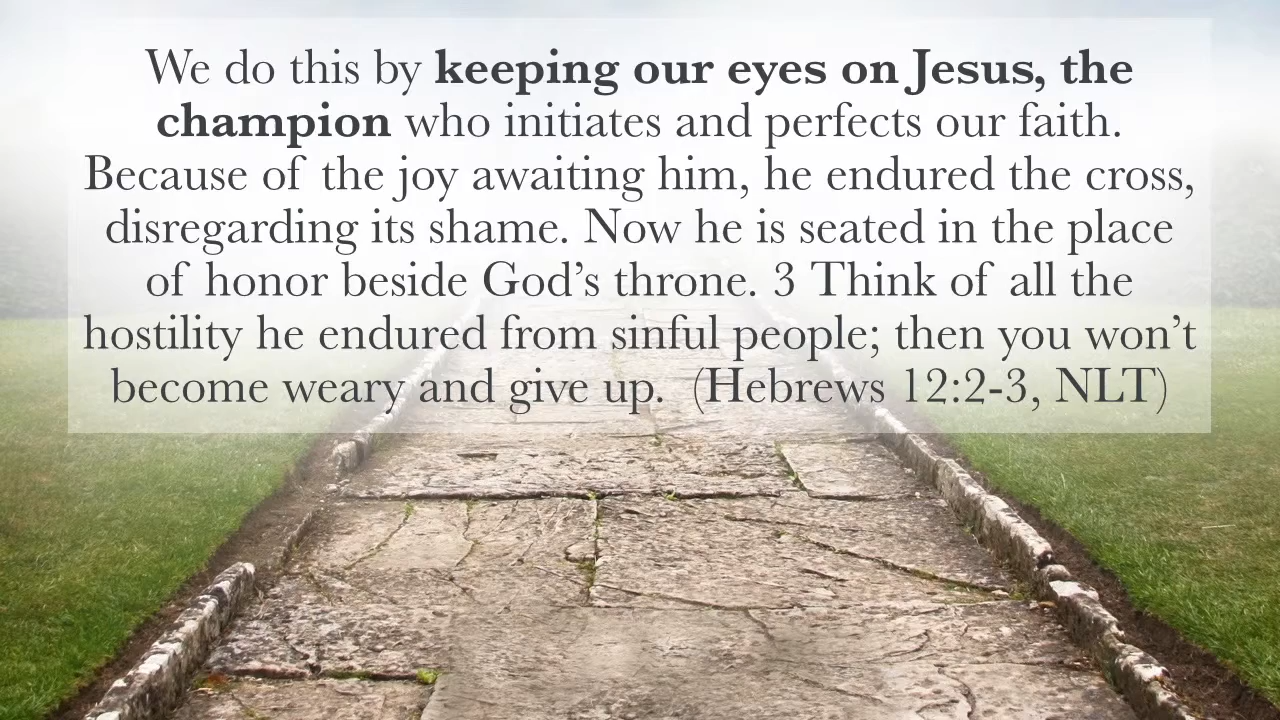 We do this by keeping our eyes on Jesus, the
champion who initiates and perfects our faith.
Because of the joy awaiting him, he endured the cross,
disregarding its shame. Now he is seated in the place
of honor beside God’s throne. 3 Think of all the
hostility he endured from sinful people; then you won’t
become weary and give up. (Hebrews 12:2-3, NLT)